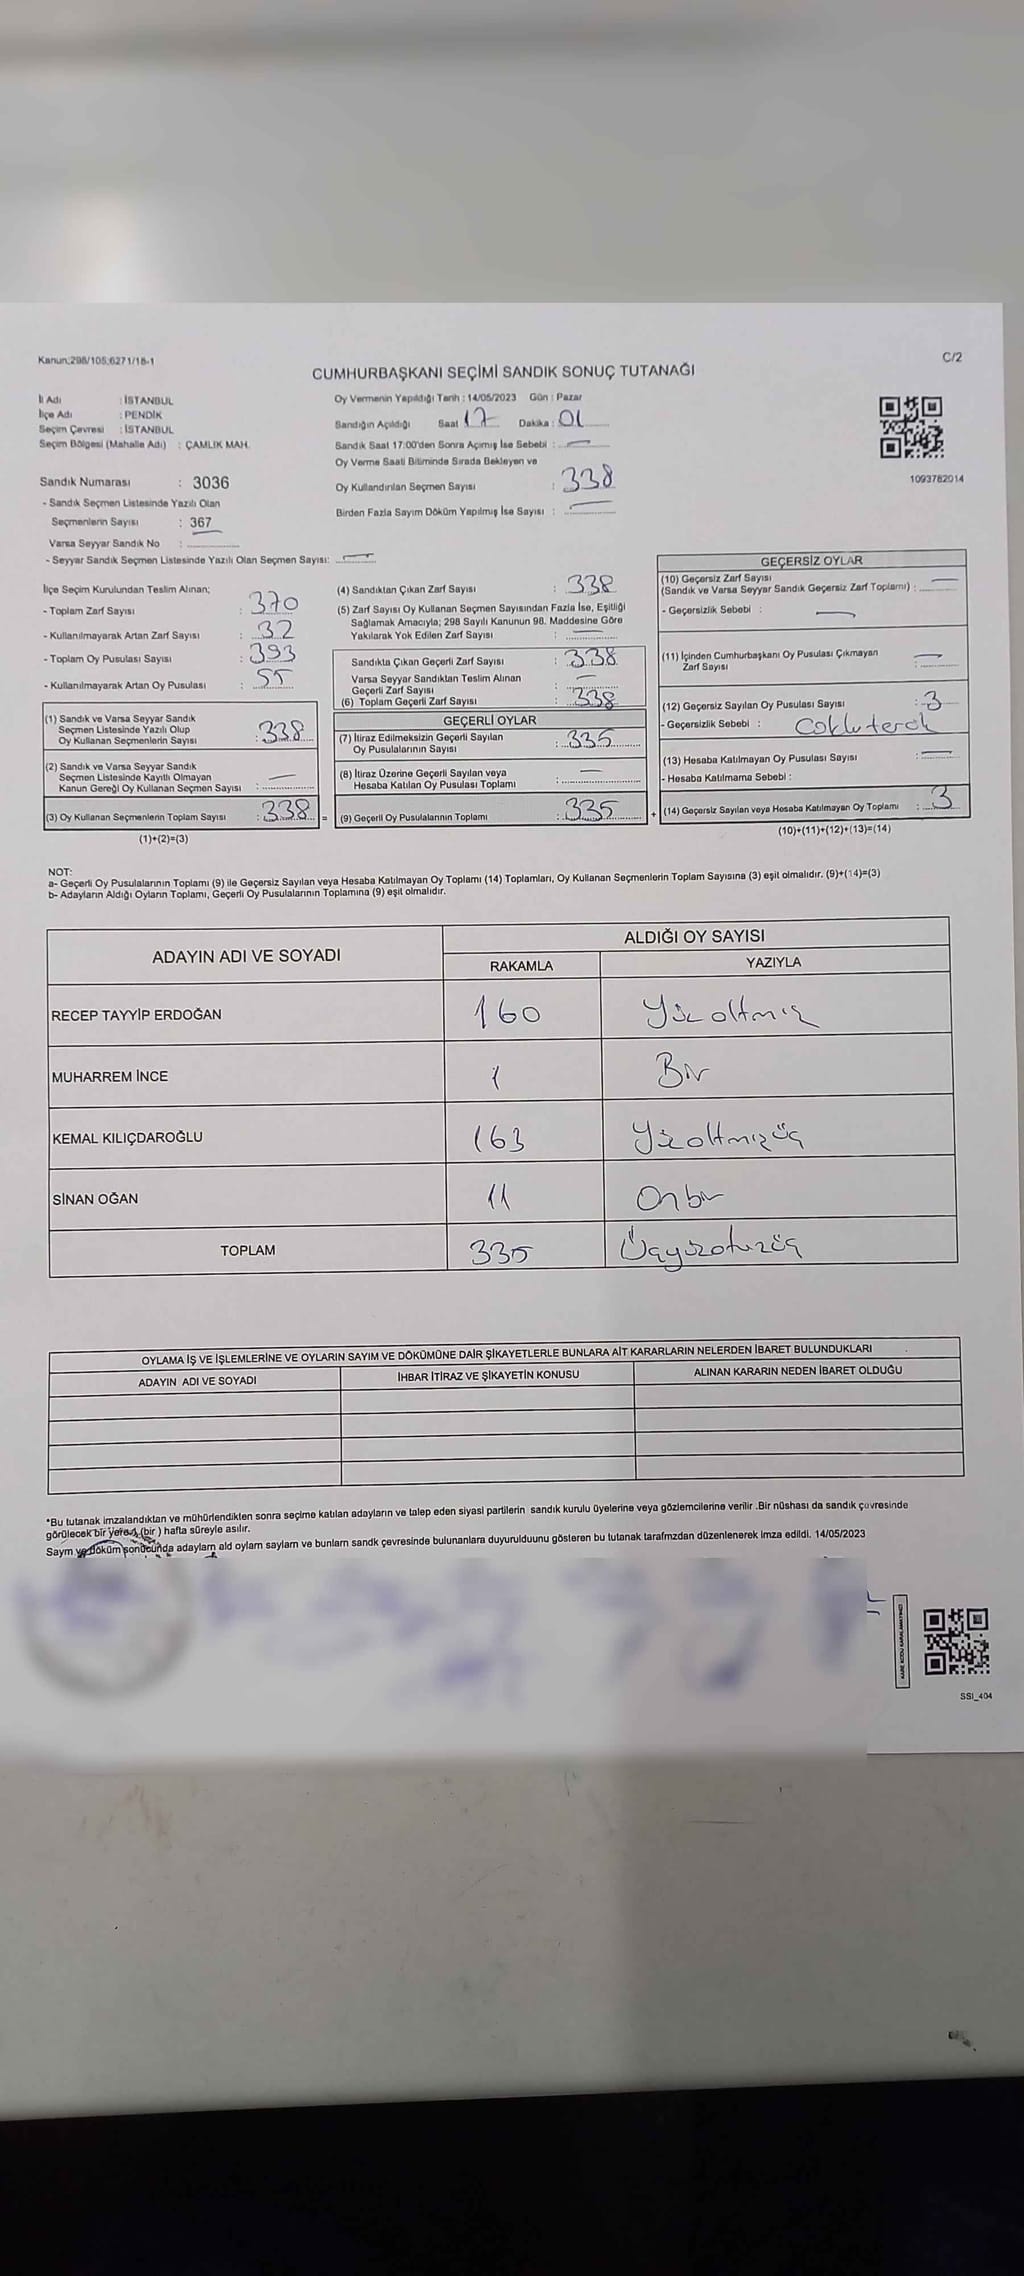 Kanun:298/105;6271/18-1
C/2
CUMHURBAŞKANI SEÇİMİ SANDIK SONUÇ TUTANAĞI
İl Adı : İSTANBUL
İlçe Adı : PENDİK
Seçim Çevresi : İSTANBUL
Seçim Bölgesi (Mahalle Adı) : ÇAMLIK MAH.
Oy Vermenin Yapıldığı Tarih : 14/05/2023 Gün : Pazar
Sandığın Açıldığı Saat 17 Dakika : 01
Sandık Saat 17:00'den Sonra Açımış İse Sebebi : —
Oy Verme Saati Bitiminde Sırada Bekleyen ve
Oy Kullandırılan Seçmen Sayısı : 338
Birden Fazla Sayım Döküm Yapılmış İse Sayısı : —
1093782014
Sandık Numarası : 3036
- Sandık Seçmen Listesinde Yazılı Olan
Seçmenlerin Sayısı : 367
Varsa Seyyar Sandık No :
- Seyyar Sandık Seçmen Listesinde Yazılı Olan Seçmen Sayısı: —
İlçe Seçim Kurulundan Teslim Alınan;
- Toplam Zarf Sayısı : 370
- Kullanılmayarak Artan Zarf Sayısı : 32
- Toplam Oy Pusulası Sayısı : 393
- Kullanılmayarak Artan Oy Pusulası : 55
(1) Sandık ve Varsa Seyyar Sandık
Seçmen Listesinde Yazılı Olup
Oy Kullanan Seçmenlerin Sayısı : 338
(2) Sandık ve Varsa Seyyar Sandık
Seçmen Listesinde Kayıtlı Olmayan
Kanun Gereği Oy Kullanan Seçmen Sayısı : —
(3) Oy Kullanan Seçmenlerin Toplam Sayısı : 338 =
(1)+(2)=(3)
(4) Sandıktan Çıkan Zarf Sayısı : 338
(5) Zarf Sayısı Oy Kullanan Seçmen Sayısından Fazla İse, Eşitliği
Sağlamak Amacıyla; 298 Sayılı Kanunun 98. Maddesine Göre
Yakılarak Yok Edilen Zarf Sayısı : —
Sandıkta Çıkan Geçerli Zarf Sayısı : 338
Varsa Seyyar Sandıktan Teslim Alınan
Geçerli Zarf Sayısı : —
(6) Toplam Geçerli Zarf Sayısı : 338
GEÇERLİ OYLAR
(7) İtiraz Edilmeksizin Geçerli Sayılan
Oy Pusulalarının Sayısı : 335
(8) İtiraz Üzerine Geçerli Sayılan veya
Hesaba Katılan Oy Pusulası Toplamı : —
(9) Geçerli Oy Pusulalarının Toplamı : 335 +
GEÇERSİZ OYLAR
(10) Geçersiz Zarf Sayısı
(Sandık ve Varsa Seyyar Sandık Geçersiz Zarf Toplamı) : —
- Geçersizlik Sebebi : —
(11) İçinden Cumhurbaşkanı Oy Pusulası Çıkmayan
Zarf Sayısı : —
(12) Geçersiz Sayılan Oy Pusulası Sayısı : 3
- Geçersizlik Sebebi : Cokluterch
(13) Hesaba Katılmayan Oy Pusulası Sayısı : —
- Hesaba Katılmama Sebebi :
(14) Geçersiz Sayılan veya Hesaba Katılmayan Oy Toplamı : 3
(10)+(11)+(12)+(13)=(14)
NOT:
a- Geçerli Oy Pusulalarının Toplamı (9) ile Geçersiz Sayılan veya Hesaba Katılmayan Oy Toplamı (14) Toplamları, Oy Kullanan Seçmenlerin Toplam Sayısına (3) eşit olmalıdır. (9)+(14)=(3)
b- Adayların Aldığı Oyların Toplamı, Geçerli Oy Pusulalarının Toplamına (9) eşit olmalıdır.
ADAYIN ADI VE SOYADI
ALDIĞI OY SAYISI
RAKAMLA YAZIYLA
RECEP TAYYİP ERDOĞAN 160 Yüzaltmış
MUHARREM İNCE 1 Bir
KEMAL KILIÇDAROĞLU 163 Yüzaltmışüç
SİNAN OĞAN 11 Onbir
TOPLAM 335 Üçyüzotuzüç
OYLAMA İŞ VE İŞLEMLERİNE VE OYLARIN SAYIM VE DÖKÜMÜNE DAİR ŞİKAYETLERLE BUNLARA AİT KARARLARIN NELERDEN İBARET BULUNDUKLARI
ADAYIN ADI VE SOYADI İHBAR İTİRAZ VE ŞİKAYETİN KONUSU ALINAN KARARIN NEDEN İBARET OLDUĞU
*Bu tutanak imzalandıktan ve mühürlendikten sonra seçime katılan adayların ve talep eden siyasi partilerin sandık kurulu üyelerine veya gözlemcilerine verilir .Bir nüshası da sandık çuvresinde
görülecek bir yere 1 (bir ) hafta süreyle asılır.
Saym ve döküm sonucunda adaylarn ald oylarn saylarn ve bunlarn sandk çevresinde bulunanlara duyurulduunu gösteren bu tutanak tarafmzdan düzenlenerek imza edildi. 14/05/2023
KARE KODU KARALAMAYINIZ!
SSI_404